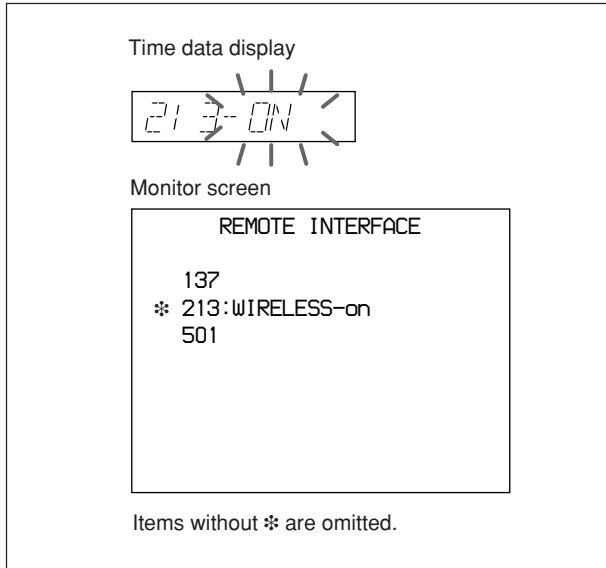 Time data display
213-ON
Monitor screen
REMOTE INTERFACE
137
✽ 213:WIRELESS-on
501
Items without ✽ are omitted.